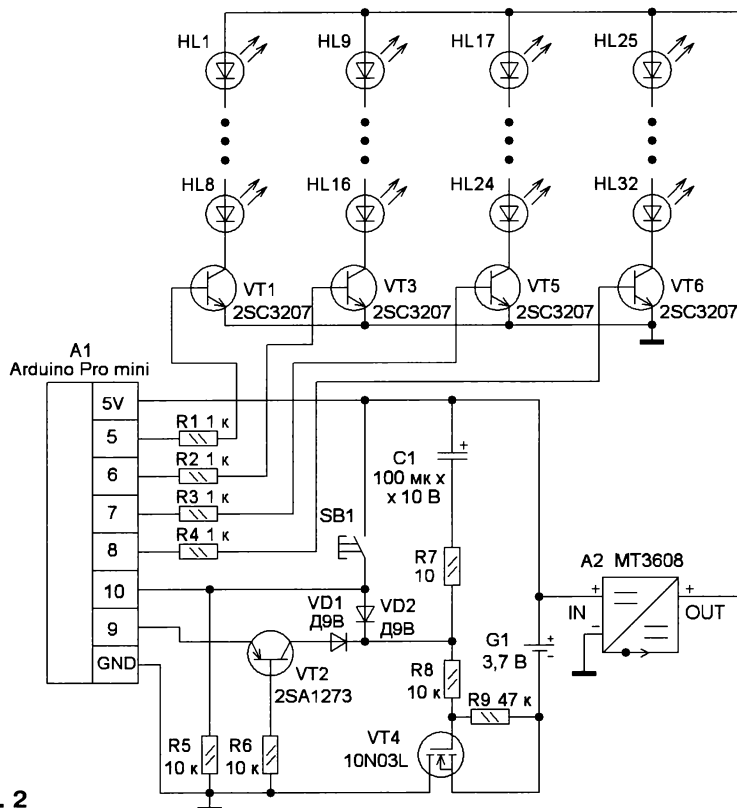 HL1 HL9 HL17 HL25
HL8 HL16 HL24 HL32
VT1 VT3 VT5 VT6
2SC3207 2SC3207 2SC3207 2SC3207
A1
Arduino Pro mini
5V
5
R1 1 к
6
R2 1 к
7
R3 1 к
8
R4 1 к
10
9
GND
SB1
C1
+
100 мк х
х 10 В
R7
10
VD1
Д9В
VD2
Д9В
VT2
2SA1273
R8
10 к
R9 47 к
G1
3,7 В
+
−
A2 MT3608
+
IN
−
+
OUT
R5
10 к
R6
10 к
VT4
10N03L
. 2